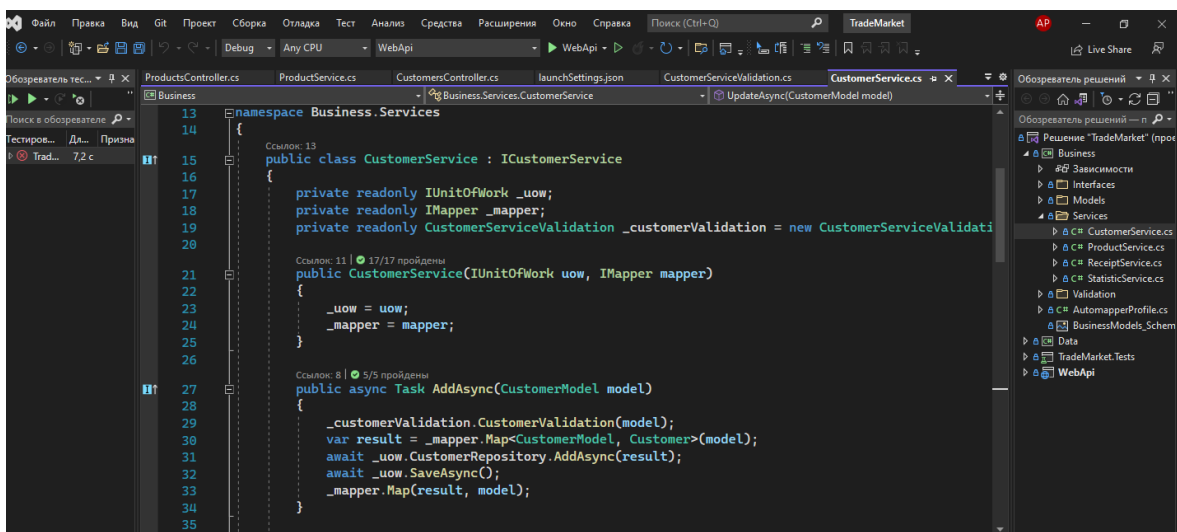 Файл Правка Вид Git Проект Сборка Отладка Тест Анализ Средства Расширения Окно Справка Поиск (Ctrl+Q) TradeMarket AP
Debug Any CPU WebApi WebApi Live Share
Обозреватель тес... ProductsController.cs ProductService.cs CustomersController.cs launchSettings.json CustomerServiceValidation.cs CustomerService.cs Обозреватель решений
Business Business.Services.CustomerService UpdateAsync(CustomerModel model)
Поиск в обозревателе
Тестиров... Дл... Призна
Trad... 7,2 с
13 namespace Business.Services
14 {
Ссылок: 13
15 public class CustomerService : ICustomerService
16 {
17 private readonly IUnitOfWork _uow;
18 private readonly IMapper _mapper;
19 private readonly CustomerServiceValidation _customerValidation = new CustomerServiceValidati
20
Ссылок: 11 | 17/17 пройдены
21 public CustomerService(IUnitOfWork uow, IMapper mapper)
22 {
23 _uow = uow;
24 _mapper = mapper;
25 }
26
Ссылок: 8 | 5/5 пройдены
27 public async Task AddAsync(CustomerModel model)
28 {
29 _customerValidation.CustomerValidation(model);
30 var result = _mapper.Map<CustomerModel, Customer>(model);
31 await _uow.CustomerRepository.AddAsync(result);
32 await _uow.SaveAsync();
33 _mapper.Map(result, model);
34 }
35
Обозреватель решений — п
Решение "TradeMarket" (прое
Business
Зависимости
Interfaces
Models
Services
C# CustomerService.cs
C# ProductService.cs
C# ReceiptService.cs
C# StatisticService.cs
Validation
C# AutomapperProfile.cs
BusinessModels_Schem
Data
TradeMarket.Tests
WebApi